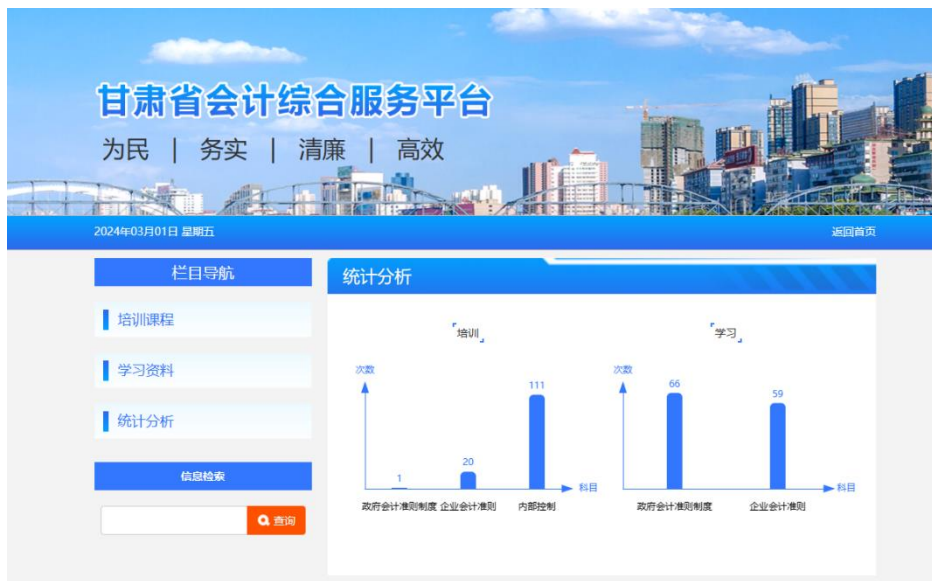 甘肃省会计综合服务平台
为民 | 务实 | 清廉 | 高效
2024年03月01日 星期五
返回首页
栏目导航
培训课程
学习资料
统计分析
信息检索
查询
统计分析
培训
次数
1
20
111
科目
政府会计准则制度 企业会计准则 内部控制
学习
次数
66
59
科目
政府会计准则制度 企业会计准则